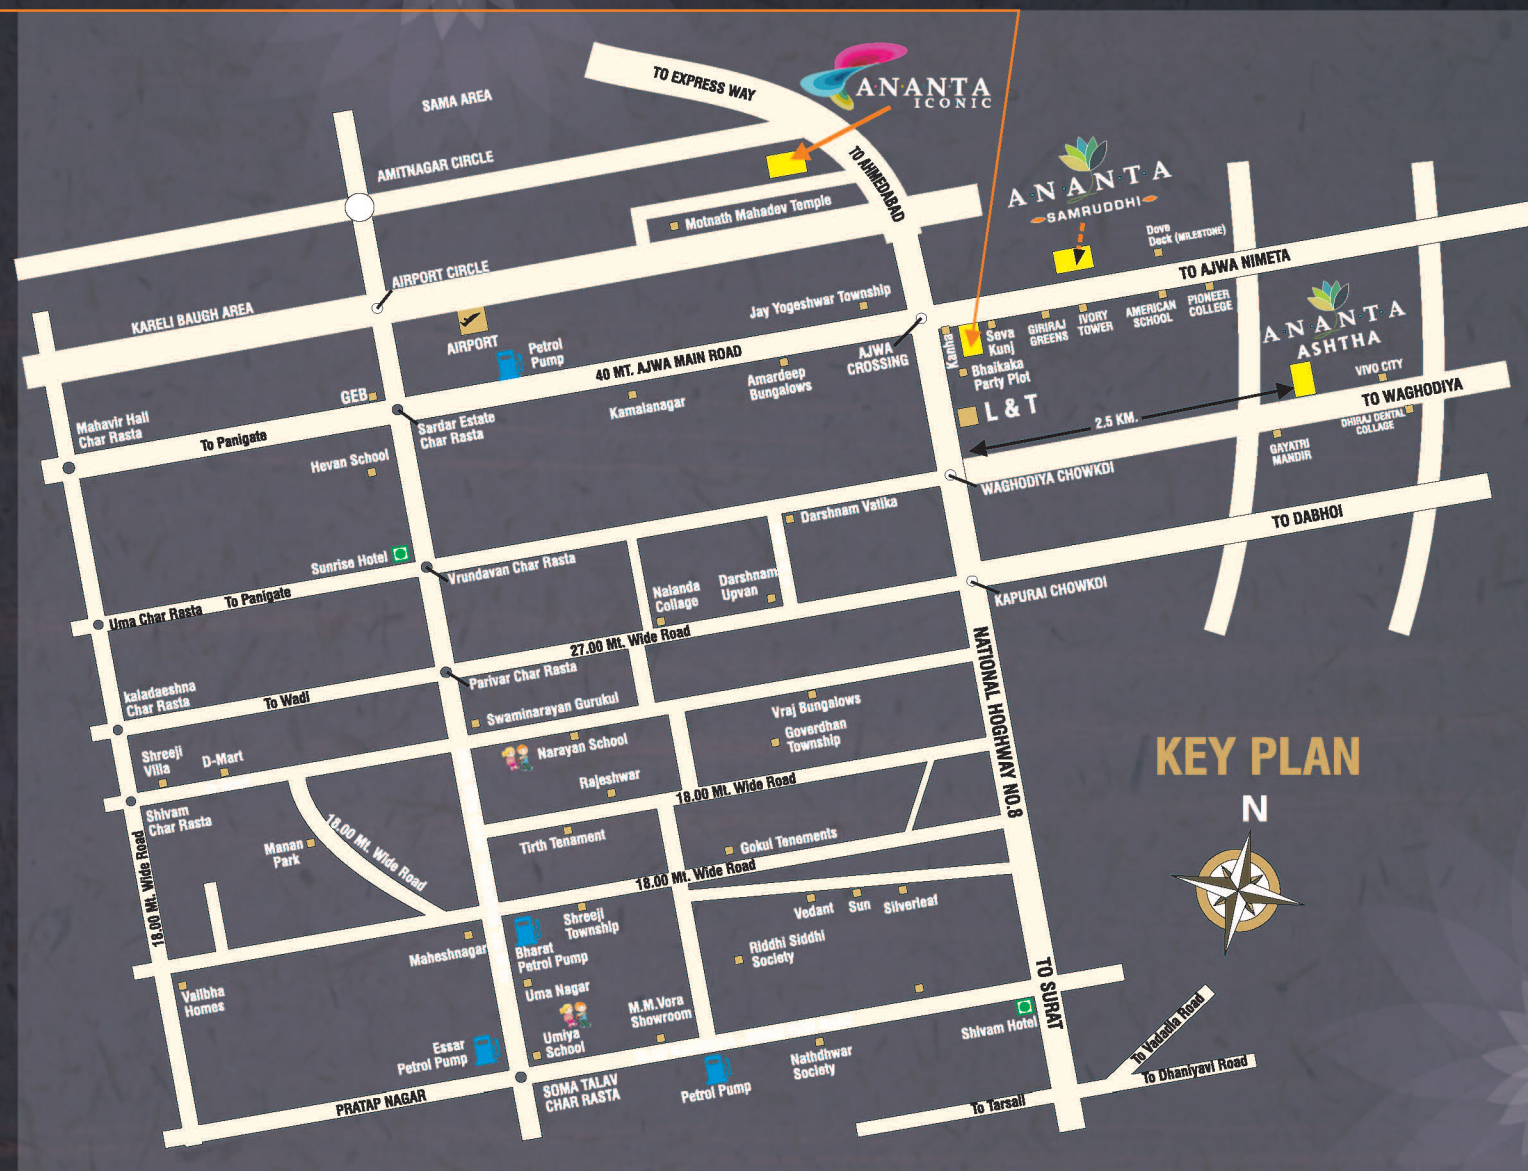 TO EXPRESS WAY
ANANTA
ICONIC
SAMA AREA
AMITNAGAR CIRCLE
TO AHMEDABAD
ANANTA
SAMRUDDHI
Motnath Mahadev Temple
Dove
Deck (MILESTONE)
TO AJWA NIMETA
AIRPORT CIRCLE
KARELI BAUGH AREA
Jay Yogeshwar Township
AIRPORT
Petrol
Pump
40 MT. AJWA MAIN ROAD
AJWA
CROSSING
Kanha
Seva
Kunj
GIRIRAJ
GREENS
IVORY
TOWER
AMERICAN
SCHOOL
PIONEER
COLLEGE
ANANTA
ASHTHA
Bhaikaka
Party Plot
VIVO CITY
TO WAGHODIYA
GEB
Kamalanagar
Amardeep
Bungalows
L & T
2.5 KM.
DHIRAJ DENTAL
COLLAGE
GAYATRI
MANDIR
Mahavir Hall
Char Rasta
To Panigate
Sardar Estate
Char Rasta
Hevan School
WAGHODIYA CHOWKDI
Darshnam Vatika
TO DABHOI
Sunrise Hotel
Vrundavan Char Rasta
Uma Char Rasta
To Panigate
Nalanda
Collage
Darshnam
Upvan
KAPURAI CHOWKDI
27.00 Mt. Wide Road
NATIONAL HOGHWAY NO.8
kaladaeshna
Char Rasta
To Wadi
Parivar Char Rasta
Swaminarayan Gurukul
Vraj Bungalows
Goverdhan
Township
Shreeji
Villa
D-Mart
Narayan School
Rajeshwar
18.00 Mt. Wide Road
KEY PLAN
N
Shivam
Char Rasta
18.00 Mt. Wide Road
Manan
Park
18.00 Mt. Wide Road
Tirth Tenament
Gokul Tenements
18.00 Mt. Wide Road
Vedant
Sun
Silverleaf
Shreeji
Township
Maheshnagar
Bharat
Petrol Pump
Riddhi Siddhi
Society
Vallbha
Homes
Uma Nagar
M.M.Vora
Showroom
TO SURAT
Shivam Hotel
Umiya
School
Essar
Petrol Pump
Nathdhwar
Society
Petrol Pump
SOMA TALAV
CHAR RASTA
PRATAP NAGAR
To Vadadla Road
To Dhaniyavi Road
To Tarsali